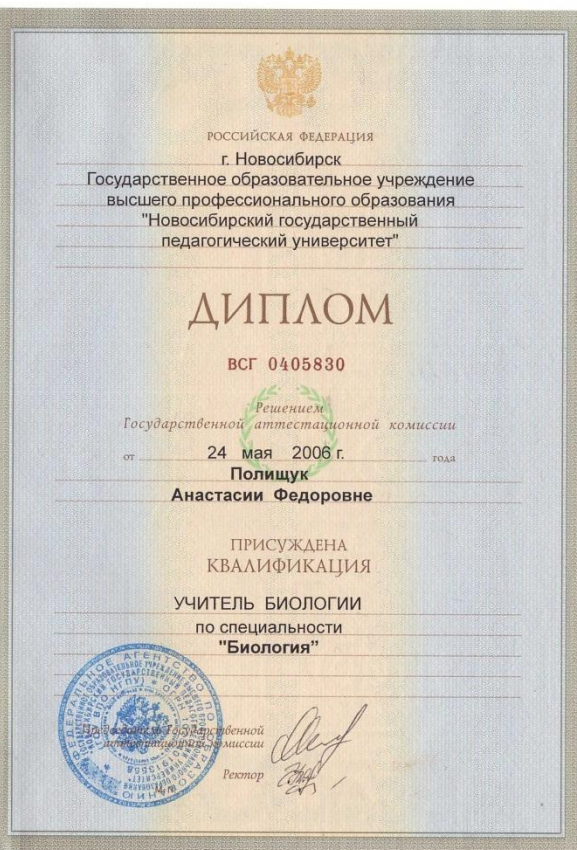 РОССИЙСКАЯ ФЕДЕРАЦИЯ
г. Новосибирск
Государственное образовательное учреждение
высшего профессионального образования
"Новосибирский государственный
педагогический университет"
ДИПЛОМ
ВСГ 0405830
Решением
Государственной аттестационной комиссии
от 24 мая 2006 г. года
Полищук
Анастасии Федоровне
ПРИСУЖДЕНА
КВАЛИФИКАЦИЯ
УЧИТЕЛЬ БИОЛОГИИ
по специальности
"Биология"
Председатель Государственной
аттестационной комиссии
Ректор